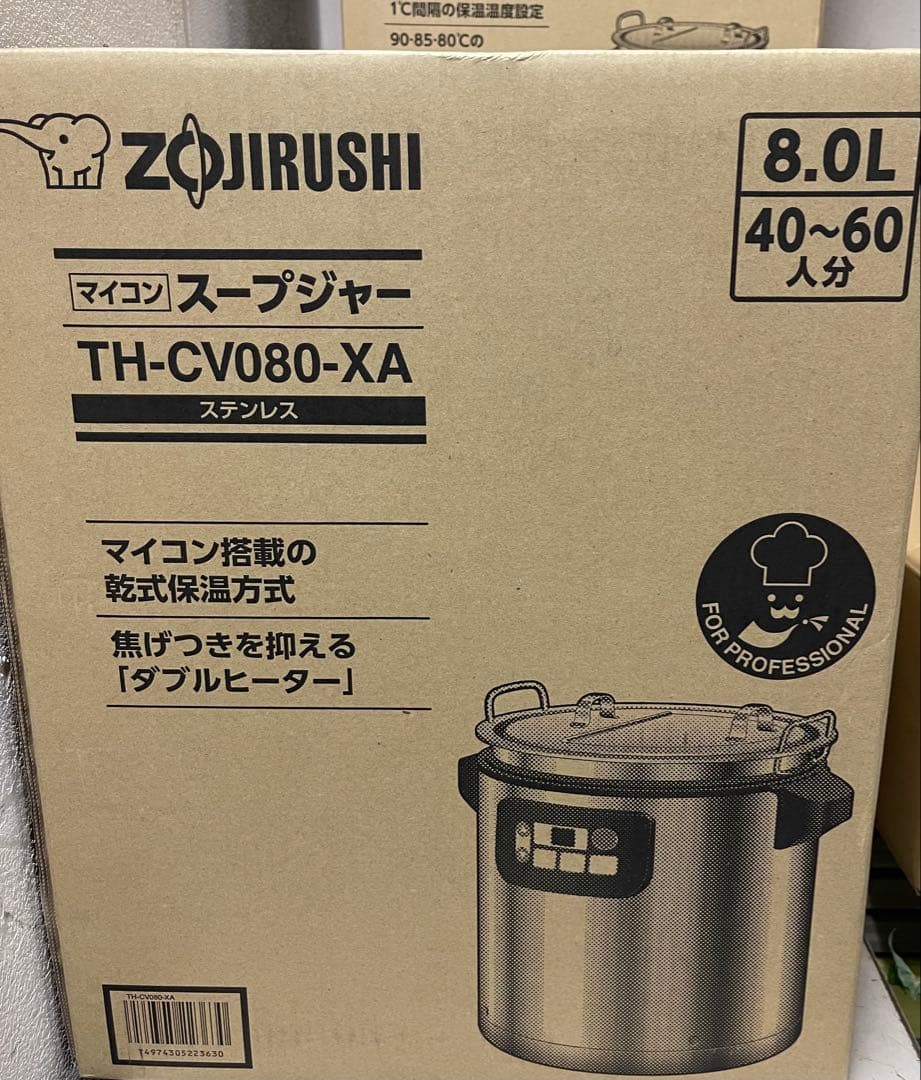 1℃間隔の保温温度設定
90・85・80℃の
ZOJIRUSHI
8.0L
40～60
人分
マイコン スープジャー
TH-CV080-XA
ステンレス
マイコン搭載の
乾式保温方式
焦げつきを抑える
「ダブルヒーター」
FOR PROFESSIONAL
TH-CV080-XA
T4974305223630